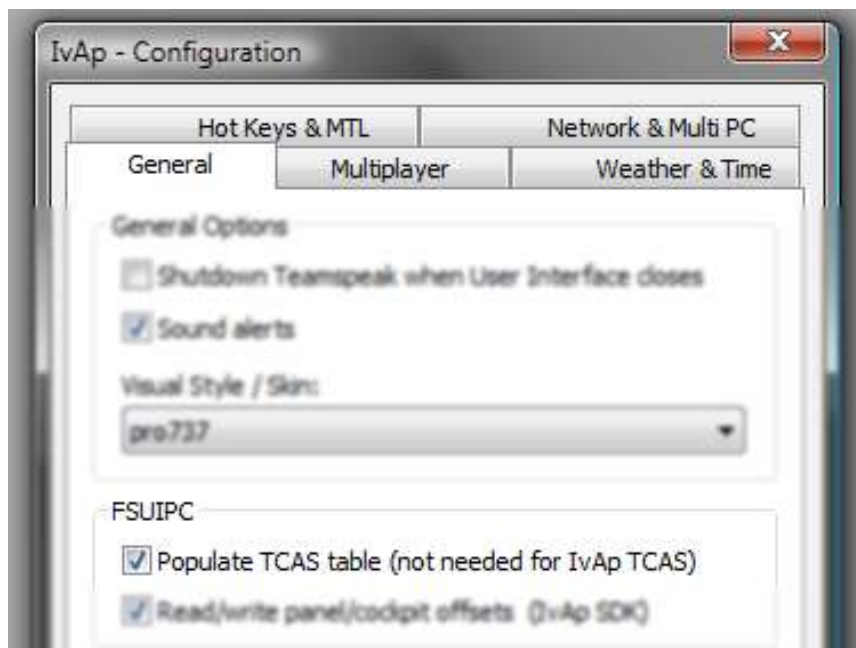 IvAp - Configuration
Hot Keys & MTL Network & Multi PC
General Multiplayer Weather & Time
General Options
Shutdown Teamspeak when User Interface closes
Sound alerts
Visual Style / Skin:
pro737
FSUIPC
Populate TCAS table (not needed for IvAp TCAS)
Read/write panel/cockpit offsets (IvAp SDK)